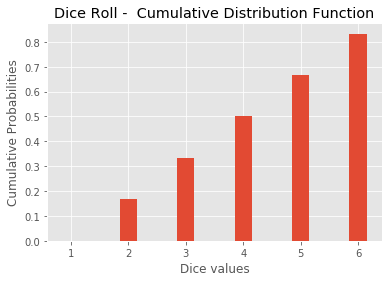 Dice Roll -  Cumulative Distribution Function
Cumulative Probabilities
0.8
0.7
0.6
0.5
0.4
0.3
0.2
0.1
0.0
1 2 3 4 5 6
Dice values